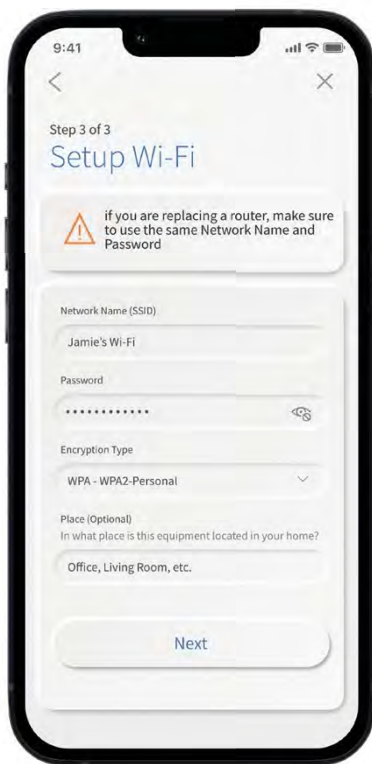 9:41
Step 3 of 3
Setup Wi-Fi
if you are replacing a router, make sure
to use the same Network Name and
Password
Network Name (SSID)
Jamie's Wi-Fi
Password
••••••••••••
Encryption Type
WPA - WPA2-Personal
Place (Optional)
In what place is this equipment located in your home?
Office, Living Room, etc.
Next